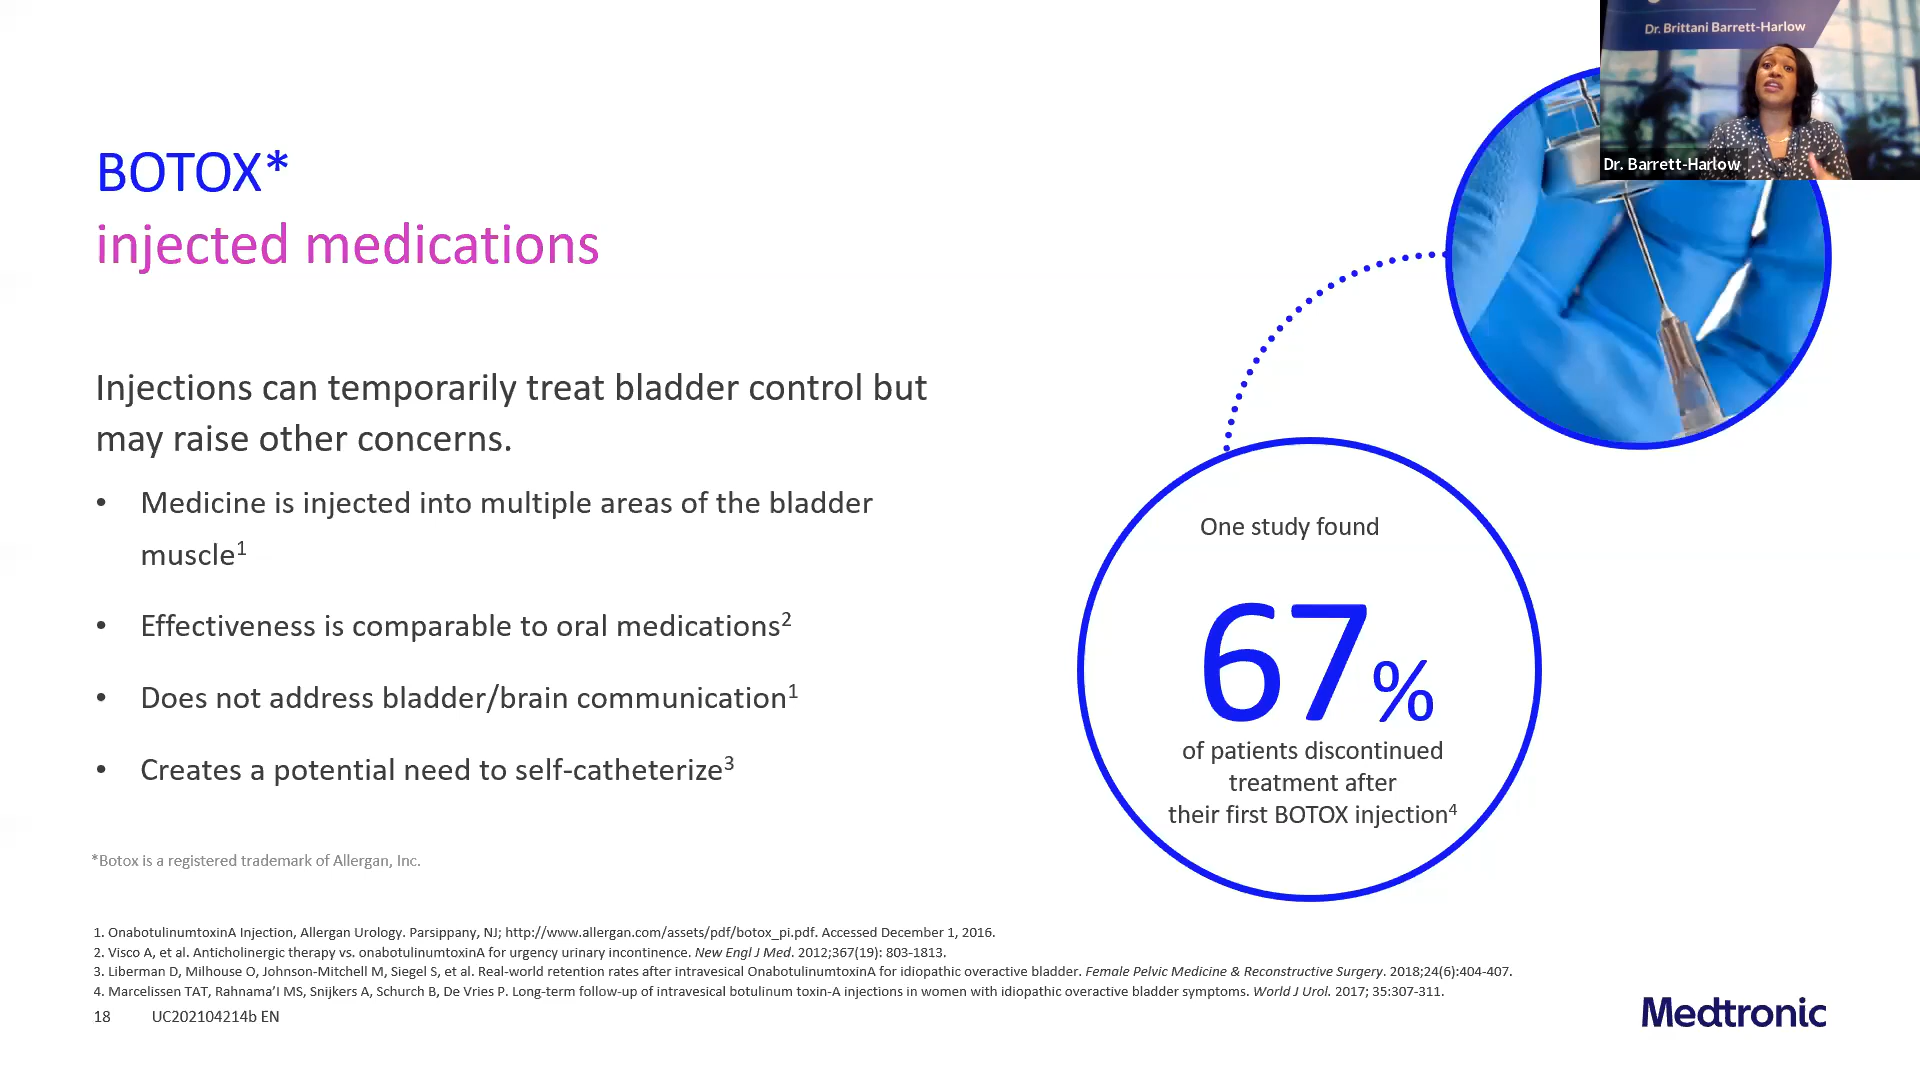 Dr. Brittani Barrett-Harlow
Dr. Barrett-Harlow
BOTOX*
injected medications
Injections can temporarily treat bladder control but
may raise other concerns.
• Medicine is injected into multiple areas of the bladder
muscle1
• Effectiveness is comparable to oral medications2
• Does not address bladder/brain communication1
• Creates a potential need to self-catheterize3
*Botox is a registered trademark of Allergan, Inc.
One study found
67%
of patients discontinued
treatment after
their first BOTOX injection4
1. OnabotulinumtoxinA Injection, Allergan Urology. Parsippany, NJ; http://www.allergan.com/assets/pdf/botox_pi.pdf. Accessed December 1, 2016.
2. Visco A, et al. Anticholinergic therapy vs. onabotulinumtoxinA for urgency urinary incontinence. New Engl J Med. 2012;367(19): 803-1813.
3. Liberman D, Milhouse O, Johnson-Mitchell M, Siegel S, et al. Real-world retention rates after intravesical OnabotulinumtoxinA for idiopathic overactive bladder. Female Pelvic Medicine & Reconstructive Surgery. 2018;24(6):404-407.
4. Marcelissen TAT, Rahnama’I MS, Snijkers A, Schurch B, De Vries P. Long-term follow-up of intravesical botulinum toxin-A injections in women with idiopathic overactive bladder symptoms. World J Urol. 2017; 35:307-311.
18 UC202104214b EN
Medtronic